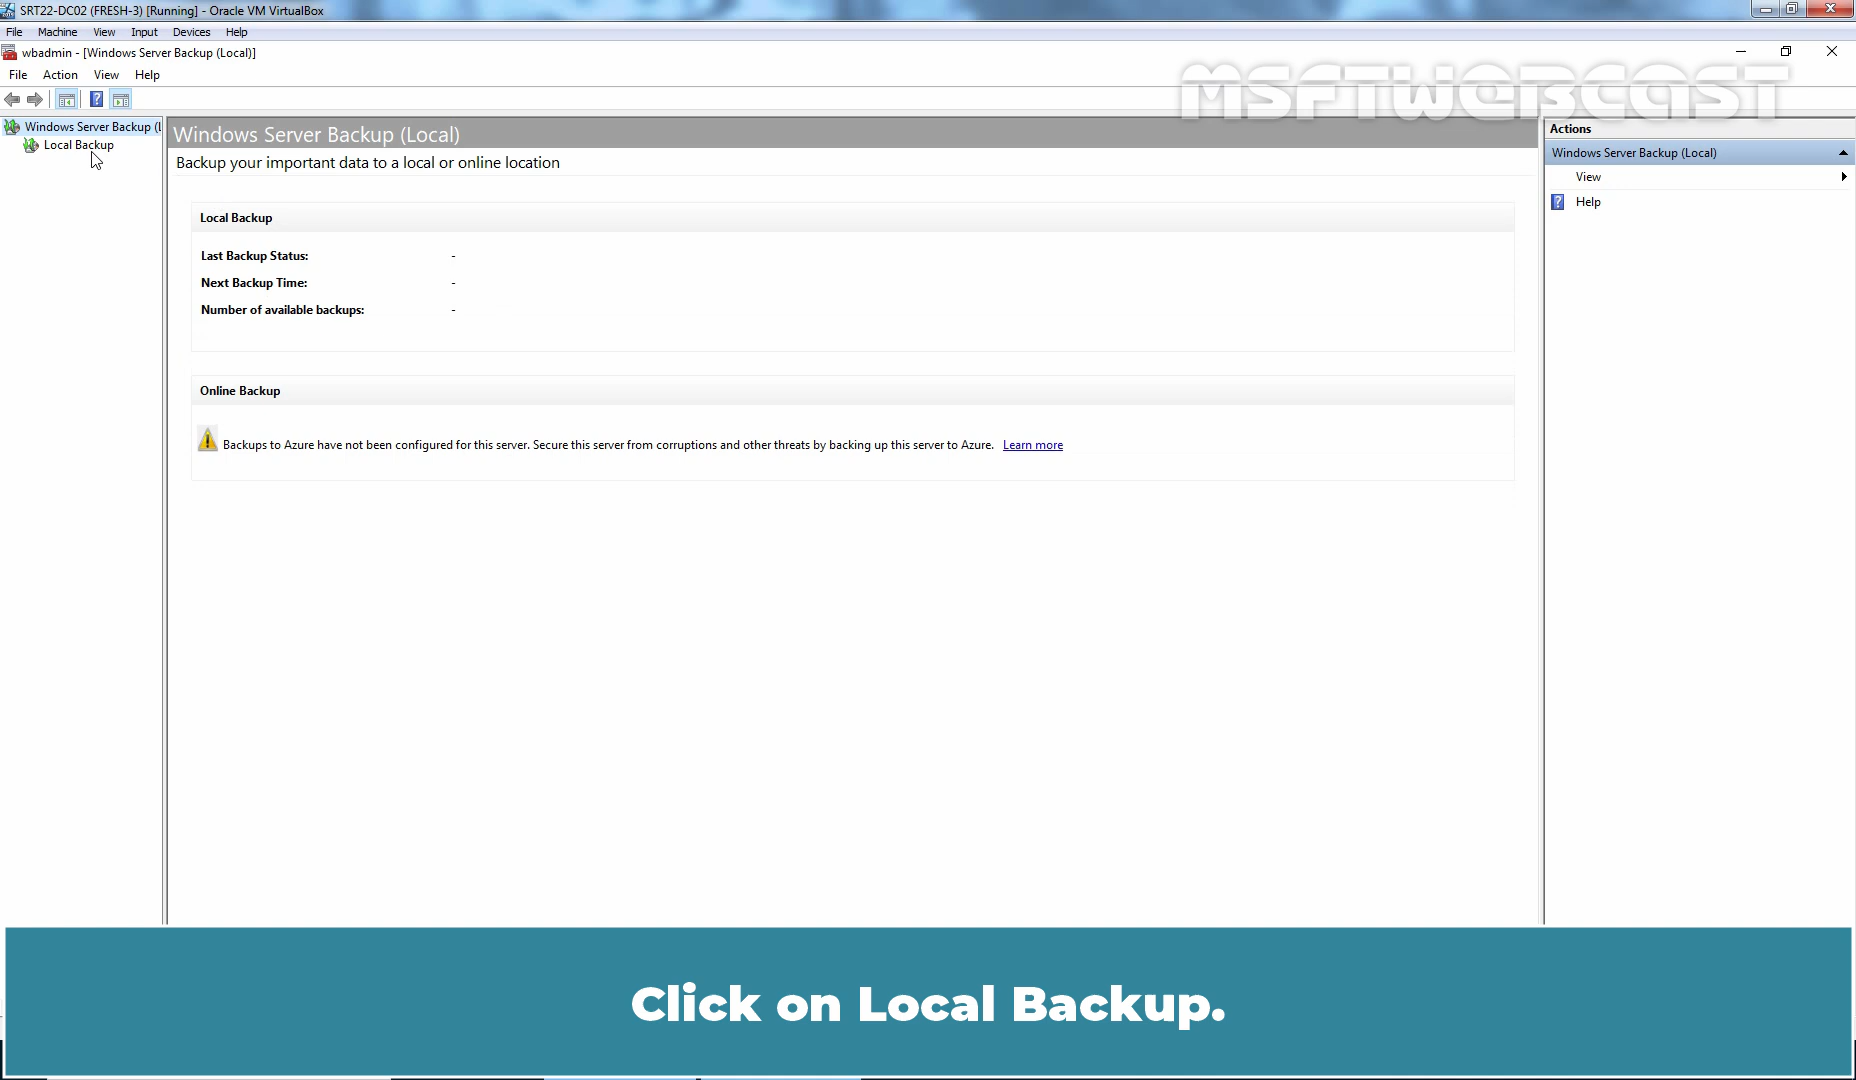 SRT22-DC02 (FRESH-3) [Running] - Oracle VM VirtualBox
File Machine View Input Devices Help
wbadmin - [Windows Server Backup (Local)]
File Action View Help
MSFTWEBCAST
Windows Server Backup (L
Local Backup
Windows Server Backup (Local)
Backup your important data to a local or online location
Local Backup
Last Backup Status: -
Next Backup Time: -
Number of available backups: -
Online Backup
Backups to Azure have not been configured for this server. Secure this server from corruptions and other threats by backing up this server to Azure. Learn more
Actions
Windows Server Backup (Local)
View
Help
Click on Local Backup.